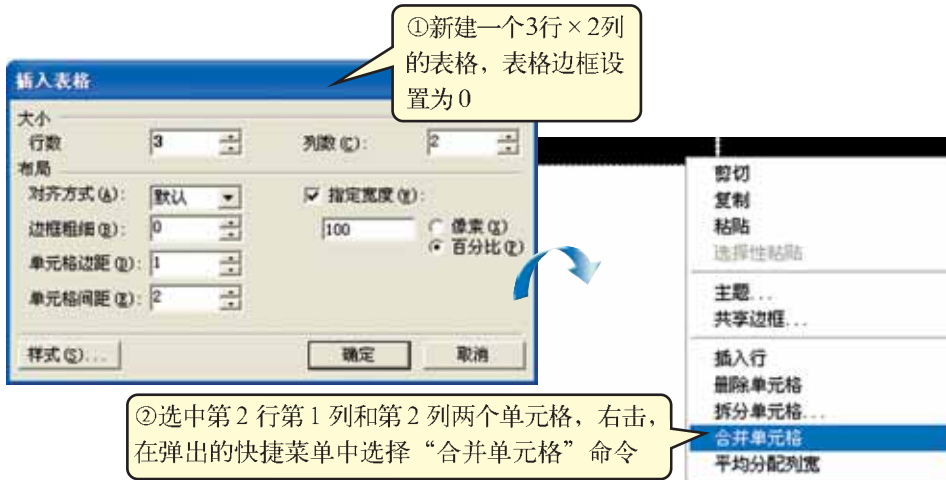 ①新建一个3行×2列
的表格，表格边框设
置为0
插入表格
大小
行数 3 列数(C): 2
布局
对齐方式(A): 默认 指定宽度(W):
边框粗细(B): 0 100 像素(X)
百分比(P)
单元格边距(D): 1
单元格间距(E): 2
样式(S)... 确定 取消
剪切
复制
粘贴
选择性粘贴
主题...
共享边框...
插入行
删除单元格
拆分单元格...
合并单元格
平均分配列宽
②选中第2行第1列和第2列两个单元格，右击，
在弹出的快捷菜单中选择“合并单元格”命令